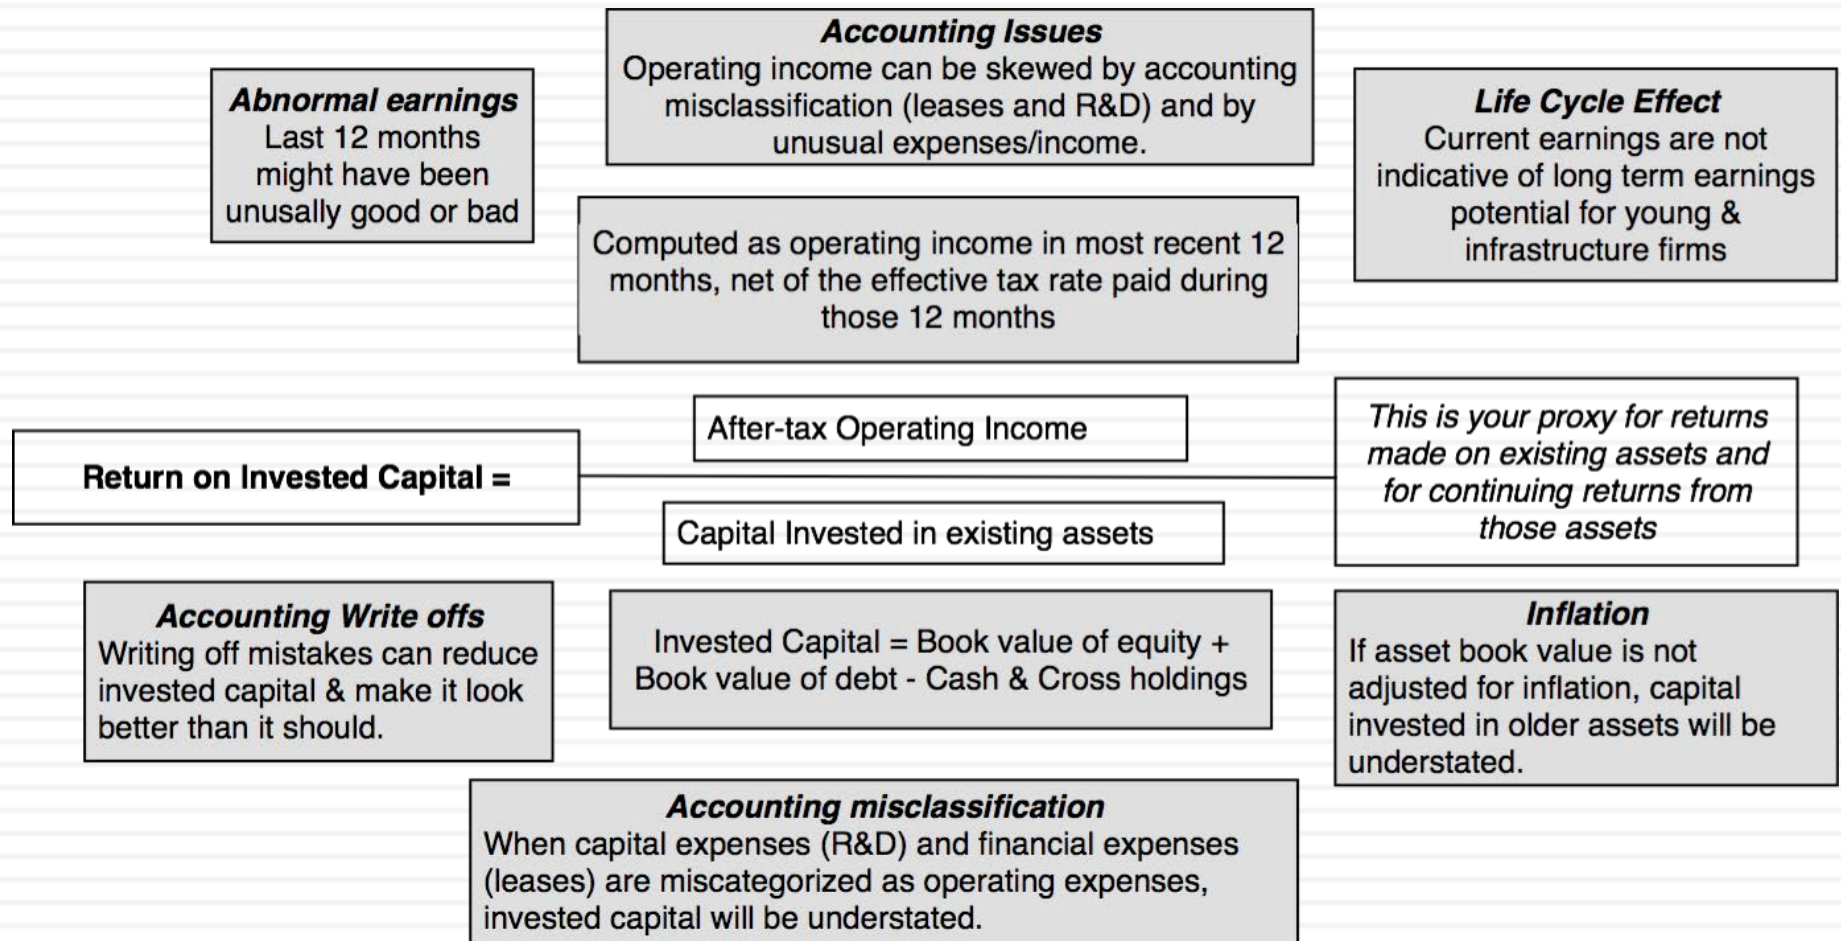 Accounting Issues
Operating income can be skewed by accounting
misclassification (leases and R&D) and by
unusual expenses/income.
Abnormal earnings
Last 12 months
might have been
unusally good or bad
Life Cycle Effect
Current earnings are not
indicative of long term earnings
potential for young &
infrastructure firms
Computed as operating income in most recent 12
months, net of the effective tax rate paid during
those 12 months
Return on Invested Capital =
After-tax Operating Income
Capital Invested in existing assets
This is your proxy for returns
made on existing assets and
for continuing returns from
those assets
Accounting Write offs
Writing off mistakes can reduce
invested capital & make it look
better than it should.
Invested Capital = Book value of equity +
Book value of debt - Cash & Cross holdings
Inflation
If asset book value is not
adjusted for inflation, capital
invested in older assets will be
understated.
Accounting misclassification
When capital expenses (R&D) and financial expenses
(leases) are miscategorized as operating expenses,
invested capital will be understated.